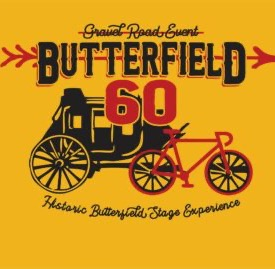 Gravel Road Event
BUTTERFIELD
60
Historic Butterfield Stage Experience